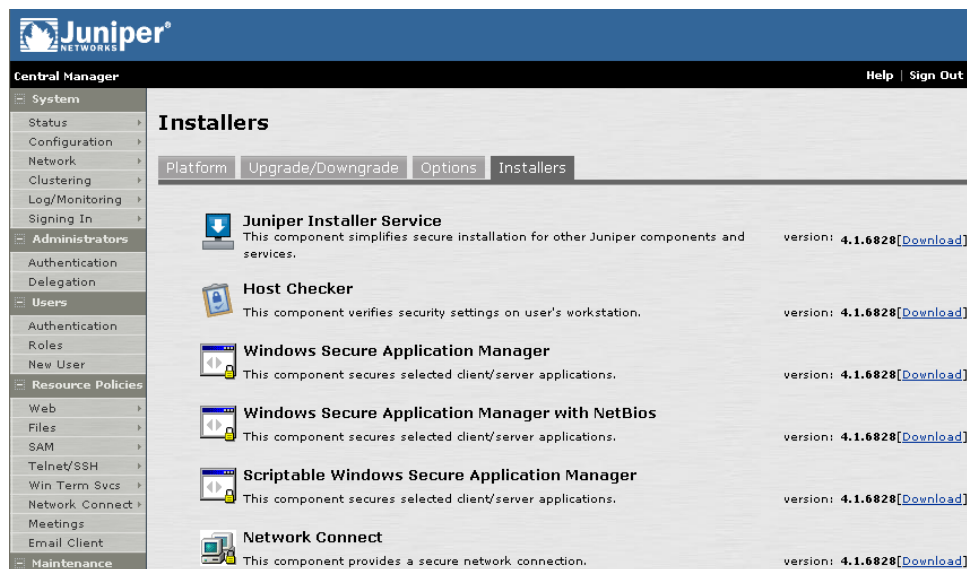 Juniper®
NETWORKS
Central Manager
Help | Sign Out
System
Status
Configuration
Network
Clustering
Log/Monitoring
Signing In
Administrators
Authentication
Delegation
Users
Authentication
Roles
New User
Resource Policies
Web
Files
SAM
Telnet/SSH
Win Term Svcs
Network Connect
Meetings
Email Client
Maintenance
Installers
Platform
Upgrade/Downgrade
Options
Installers
Juniper Installer Service
This component simplifies secure installation for other Juniper components and
services.
version: 4.1.6828[Download]
Host Checker
This component verifies security settings on user's workstation.
version: 4.1.6828[Download]
Windows Secure Application Manager
This component secures selected client/server applications.
version: 4.1.6828[Download]
Windows Secure Application Manager with NetBios
This component secures selected client/server applications.
version: 4.1.6828[Download]
Scriptable Windows Secure Application Manager
This component secures selected client/server applications.
version: 4.1.6828[Download]
Network Connect
This component provides a secure network connection.
version: 4.1.6828[Download]